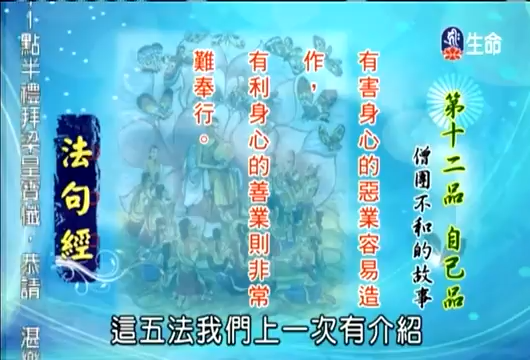 生命
第十二品 自己品
僧團不和的故事
有害身心的惡業容易造
作，
有利身心的善業則非常
難奉行。
法句經
1點半禮拜梁皇寶懺．恭請 湛
這五法我們上一次有介紹